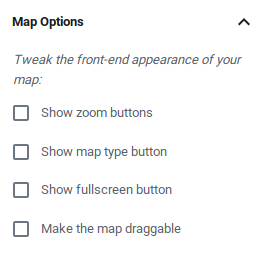 Map Options
Tweak the front-end appearance of your
map:
Show zoom buttons
Show map type button
Show fullscreen button
Make the map draggable